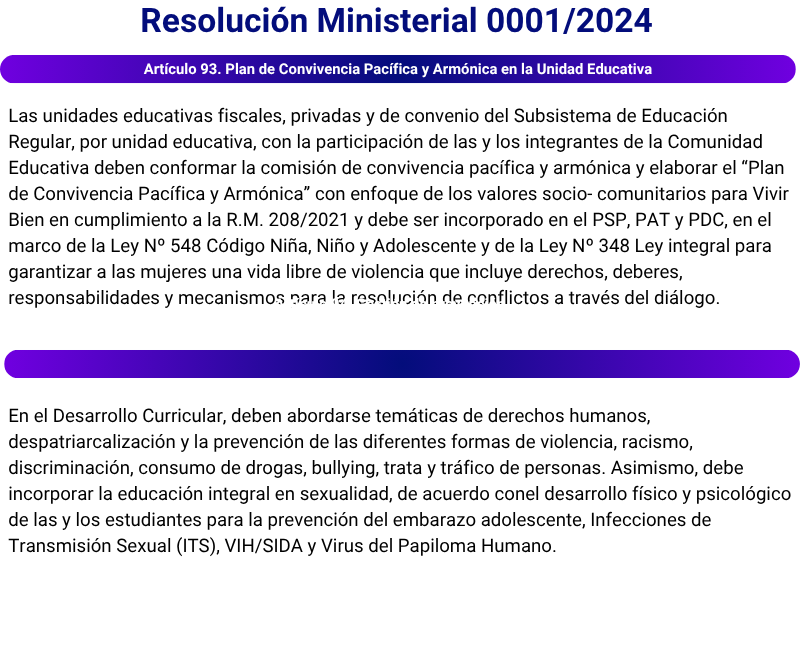 Resolución Ministerial 0001/2024
Artículo 93. Plan de Convivencia Pacífica y Armónica en la Unidad Educativa
Las unidades educativas fiscales, privadas y de convenio del Subsistema de Educación
Regular, por unidad educativa, con la participación de las y los integrantes de la Comunidad
Educativa deben conformar la comisión de convivencia pacífica y armónica y elaborar el “Plan
de Convivencia Pacífica y Armónica” con enfoque de los valores socio- comunitarios para Vivir
Bien en cumplimiento a la R.M. 208/2021 y debe ser incorporado en el PSP, PAT y PDC, en el
marco de la Ley Nº 548 Código Niña, Niño y Adolescente y de la Ley Nº 348 Ley integral para
garantizar a las mujeres una vida libre de violencia que incluye derechos, deberes,
responsabilidades y mecanismos para la resolución de conflictos a través del diálogo.
En el Desarrollo Curricular, deben abordarse temáticas de derechos humanos,
despatriarcalización y la prevención de las diferentes formas de violencia, racismo,
discriminación, consumo de drogas, bullying, trata y tráfico de personas. Asimismo, debe
incorporar la educación integral en sexualidad, de acuerdo conel desarrollo físico y psicológico
de las y los estudiantes para la prevención del embarazo adolescente, Infecciones de
Transmisión Sexual (ITS), VIH/SIDA y Virus del Papiloma Humano.